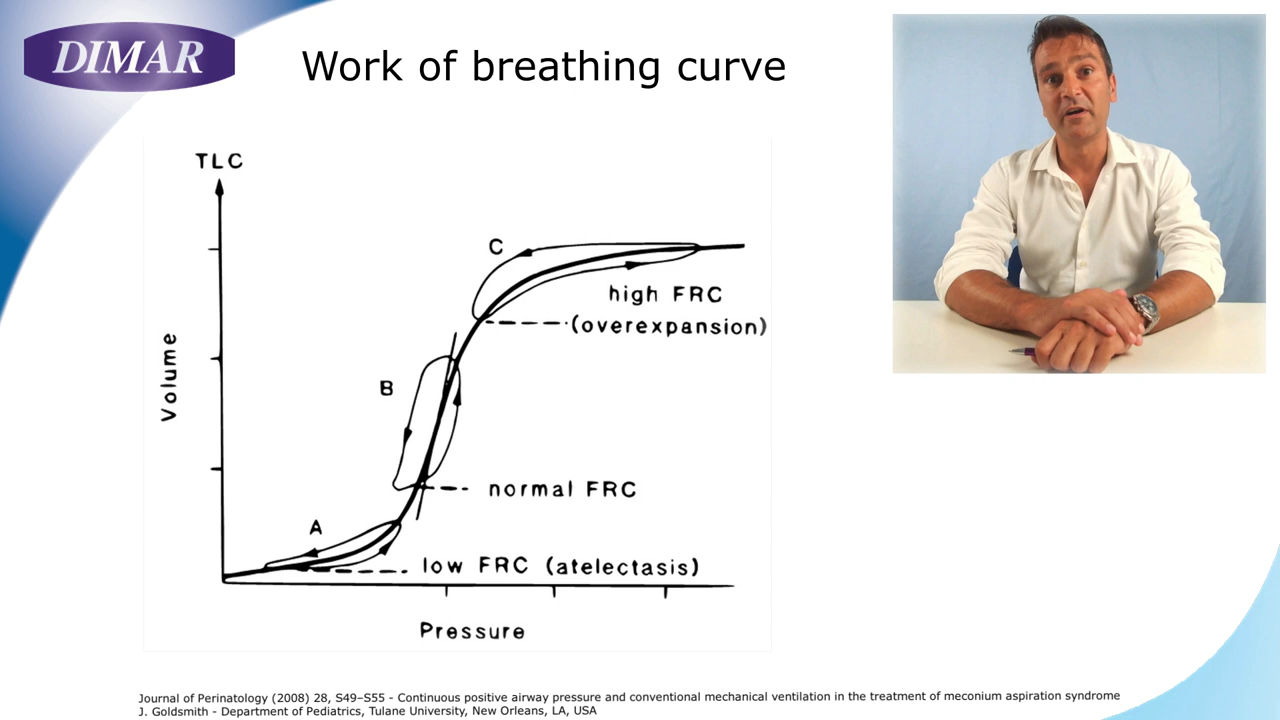 DIMAR
Work of breathing curve
TLC
C
high FRC
(overexpansion)
Volume
B
normal FRC
A
low FRC (atelectasis)
Pressure
Journal of Perinatology (2008) 28, S49–S55 - Continuous positive airway pressure and conventional mechanical ventilation in the treatment of meconium aspiration syndrome
J. Goldsmith - Department of Pediatrics, Tulane University, New Orleans, LA, USA